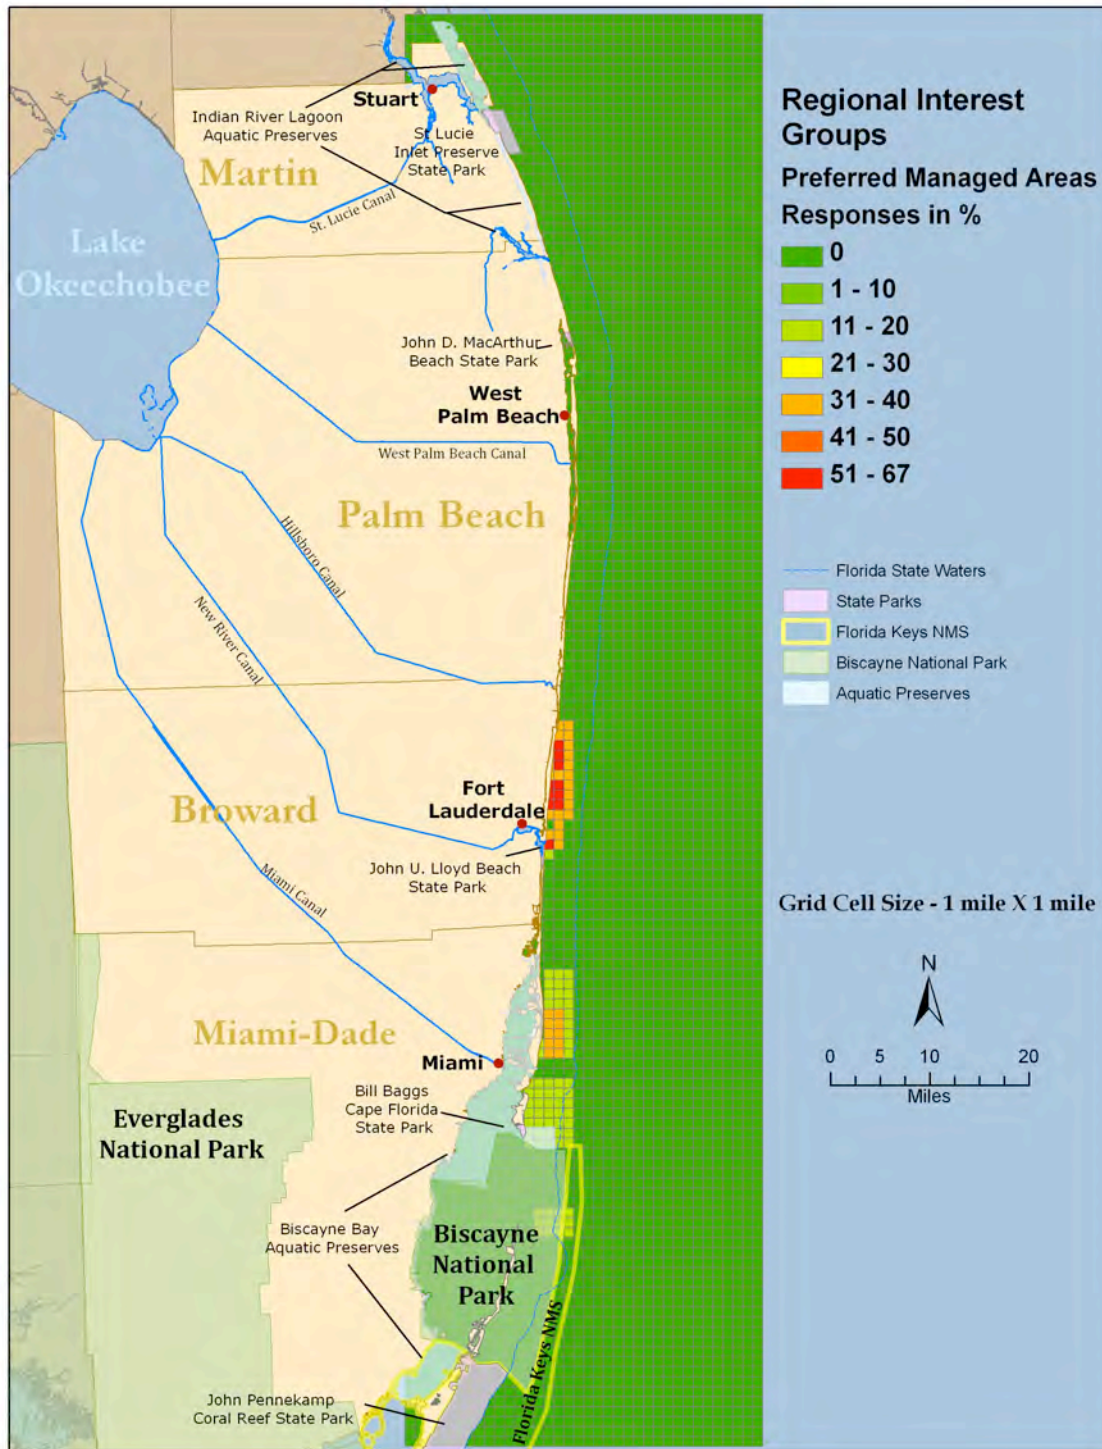 Stuart
Indian River Lagoon
Aquatic Preserves
St Lucie
Inlet Preserve
State Park
Martin
St. Lucie Canal
Lake
Okeechobee
John D. MacArthur
Beach State Park
West
Palm Beach
West Palm Beach Canal
Palm Beach
Hillsboro Canal
New River Canal
Fort
Lauderdale
Broward
John U. Lloyd Beach
State Park
Miami Canal
Miami-Dade
Miami
Bill Baggs
Cape Florida
State Park
Everglades
National Park
Biscayne Bay
Aquatic Preserves
Biscayne
National
Park
Florida Keys NMS
John Pennekamp
Coral Reef State Park
Regional Interest
Groups
Preferred Managed Areas
Responses in %
0
1 - 10
11 - 20
21 - 30
31 - 40
41 - 50
51 - 67
Florida State Waters
State Parks
Florida Keys NMS
Biscayne National Park
Aquatic Preserves
Grid Cell Size - 1 mile X 1 mile
N
0 5 10 20
Miles